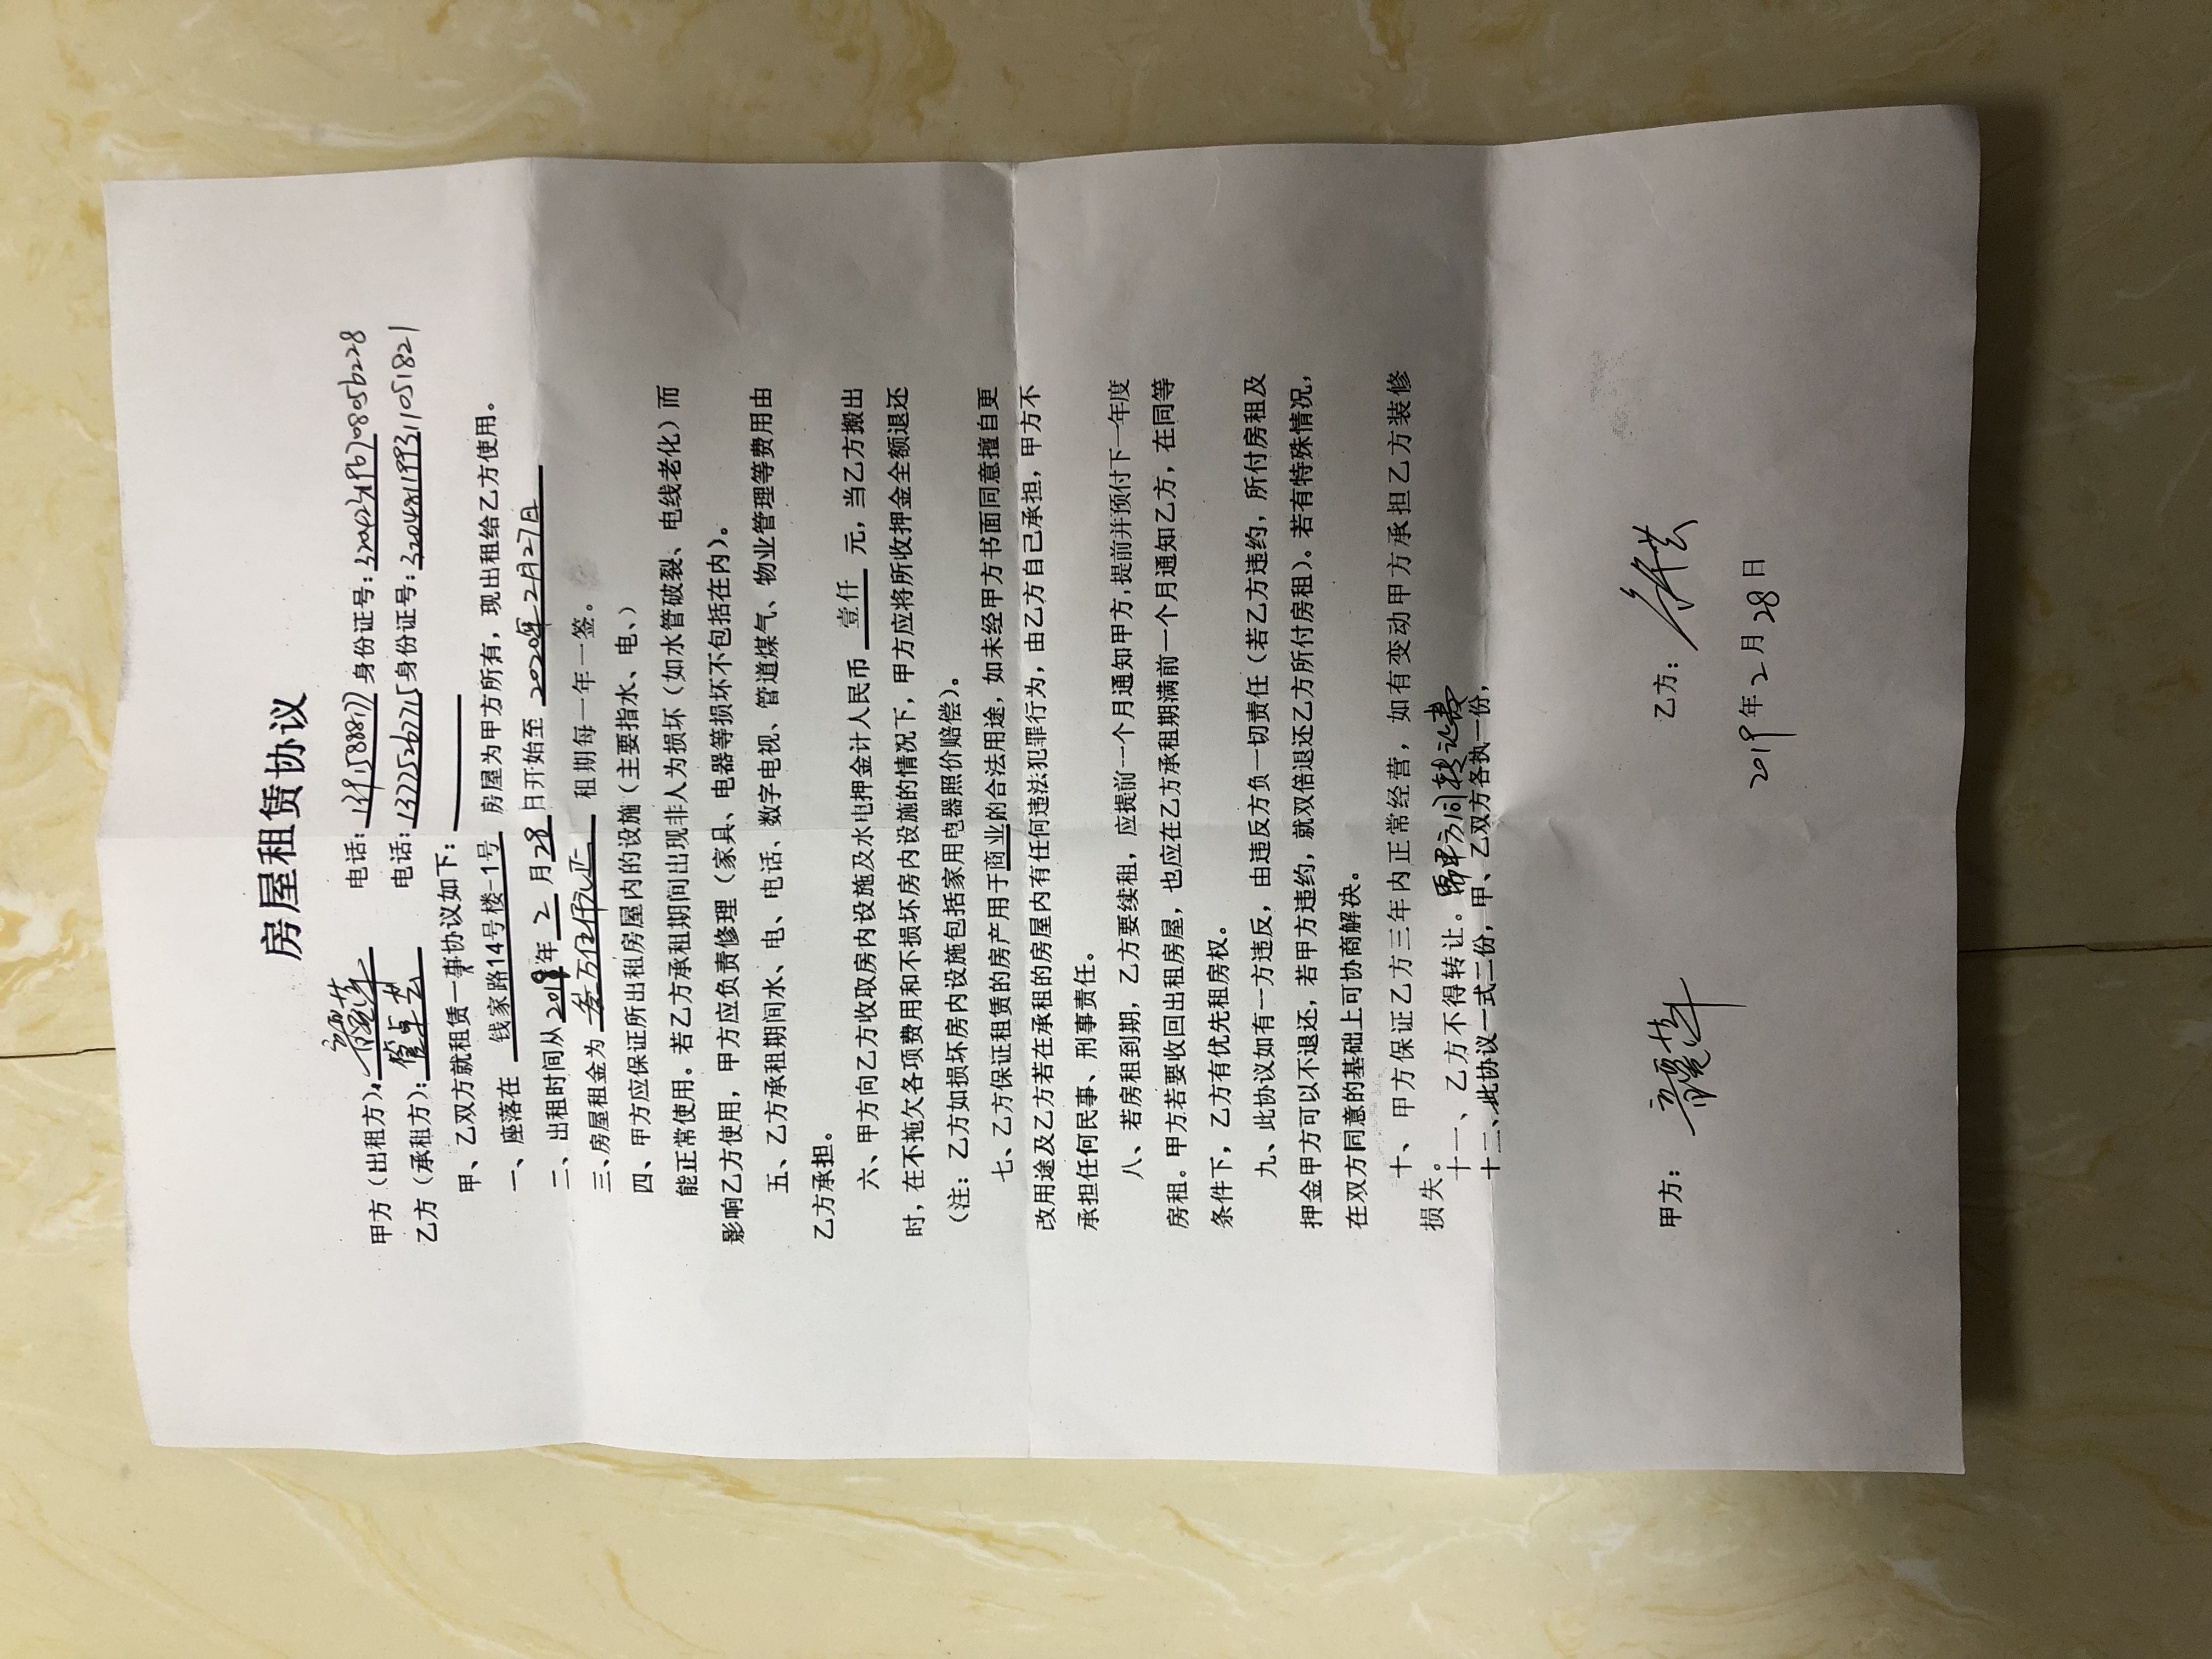 房屋租赁协议
甲方（出租方）： 电话：13915888177 身份证号：320423196708056228
乙方（承租方）：管卓芸 电话：13775267715 身份证号：320481199311051821
甲、乙双方就租赁一事协议如下：
一、座落在 钱家路14号楼-1号 房屋为甲方所有，现出租给乙方使用。
二、出租时间从2019年2月28日开始至2020年2月27日
三、房屋租金为 叁万伍仟元正 租期每一年一签。
四、甲方应保证所出租房屋内的设施（主要指水、电、）
能正常使用。若乙方承租期间出现非人为损坏（如水管破裂、电线老化）而
影响乙方使用，甲方应负责修理（家具、电器等损坏不包括在内）。
五、乙方承租期间水、电、电话、数字电视、管道煤气、物业管理等费用由
乙方承担。
六、甲方向乙方收取房内设施及水电押金计人民币 壹仟 元，当乙方搬出
时，在不拖欠各项费用和不损坏房内设施的情况下，甲方应将所收押金全额退还
（注：乙方如损坏房内设施包括家用电器照价赔偿）。
七、乙方保证租赁的房产用于商业的合法用途，如未经甲方书面同意擅自更
改用途及乙方若在承租的房屋内有任何违法犯罪行为，由乙方自己承担，甲方不
承担任何民事、刑事责任。
八、若房租到期，乙方要续租，应提前一个月通知甲方，提前并预付下一年度
房租。甲方若要收回出租房屋，也应在乙方承租期满前一个月通知乙方，在同等
条件下，乙方有优先租房权。
九、此协议如有一方违反，由违反方负一切责任（若乙方违约，所付房租及
押金甲方可以不退还，若甲方违约，就双倍退还乙方所付房租）。若有特殊情况，
在双方同意的基础上可协商解决。
十、甲方保证乙方三年内正常经营，如有变动甲方承担乙方装修
损失。
十一、乙方不得转让。甲方同转让
十二、此协议一式二份，甲、乙双方各执一份，
甲方： 乙方：
2019年2月28日